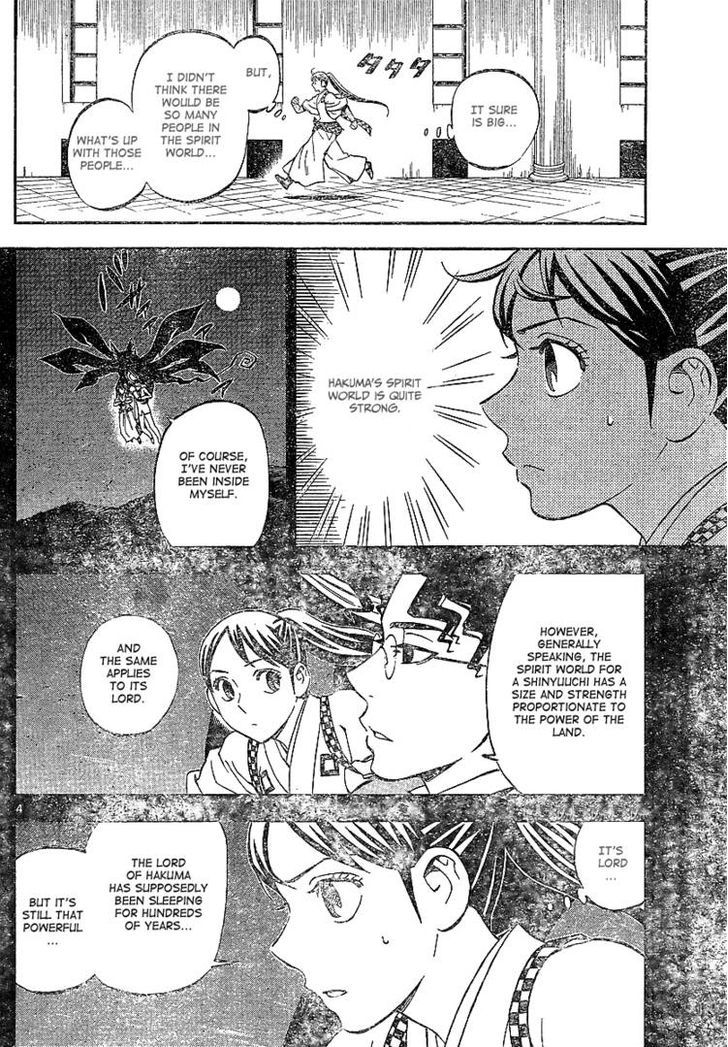 IT SURE
IS BIG...
BUT,
I DIDN'T
THINK THERE
WOULD BE
SO MANY
PEOPLE IN
THE SPIRIT
WORLD...
WHAT'S UP
WITH THOSE
PEOPLE...
タタタ
HAKUMA'S SPIRIT
WORLD IS QUITE
STRONG.
OF COURSE,
I'VE NEVER
BEEN INSIDE
MYSELF.
HOWEVER,
GENERALLY
SPEAKING, THE
SPIRIT WORLD FOR
A SHINYUUCHI HAS A
SIZE AND STRENGTH
PROPORTIONATE TO
THE POWER OF THE
LAND.
AND
THE SAME
APPLIES
TO ITS
LORD.
IT'S
LORD
...
THE LORD
OF HAKUMA
HAS SUPPOSEDLY
BEEN SLEEPING
FOR HUNDREDS
OF YEARS...
BUT IT'S
STILL THAT
POWERFUL
...
4